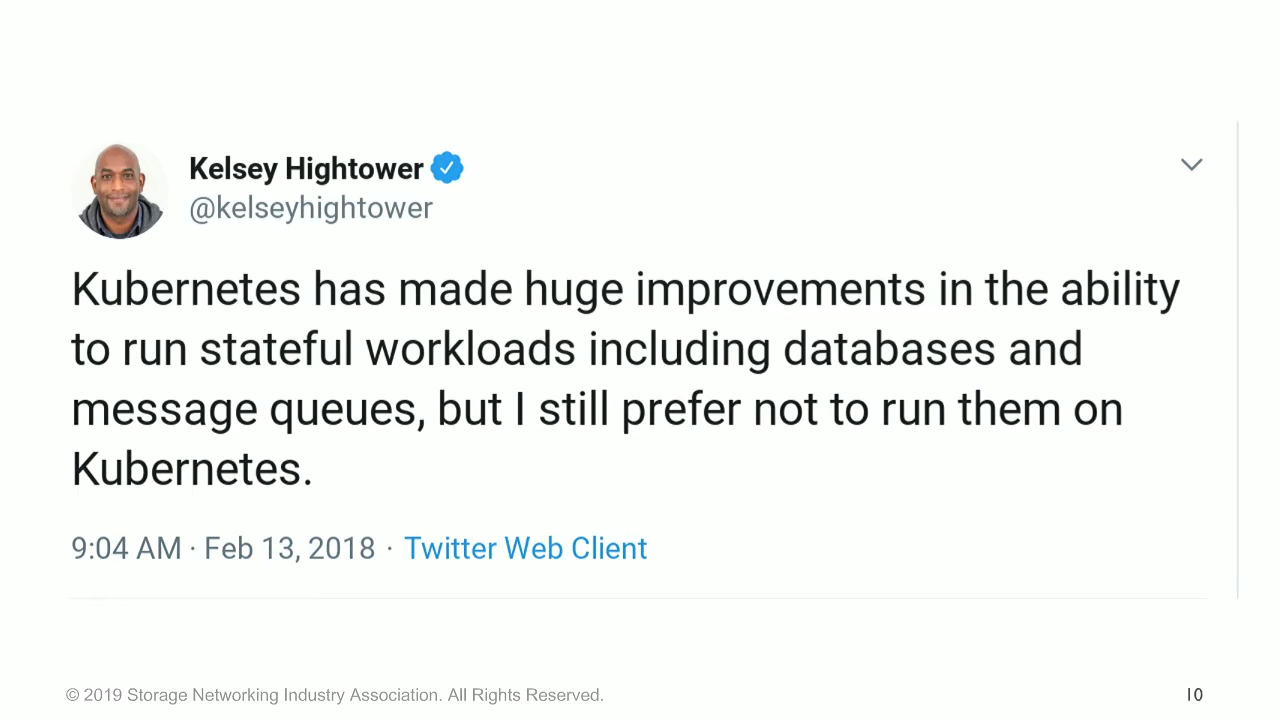 Kelsey Hightower
@kelseyhightower
Kubernetes has made huge improvements in the ability
to run stateful workloads including databases and
message queues, but I still prefer not to run them on
Kubernetes.
9:04 AM · Feb 13, 2018 · Twitter Web Client
© 2019 Storage Networking Industry Association. All Rights Reserved.
10